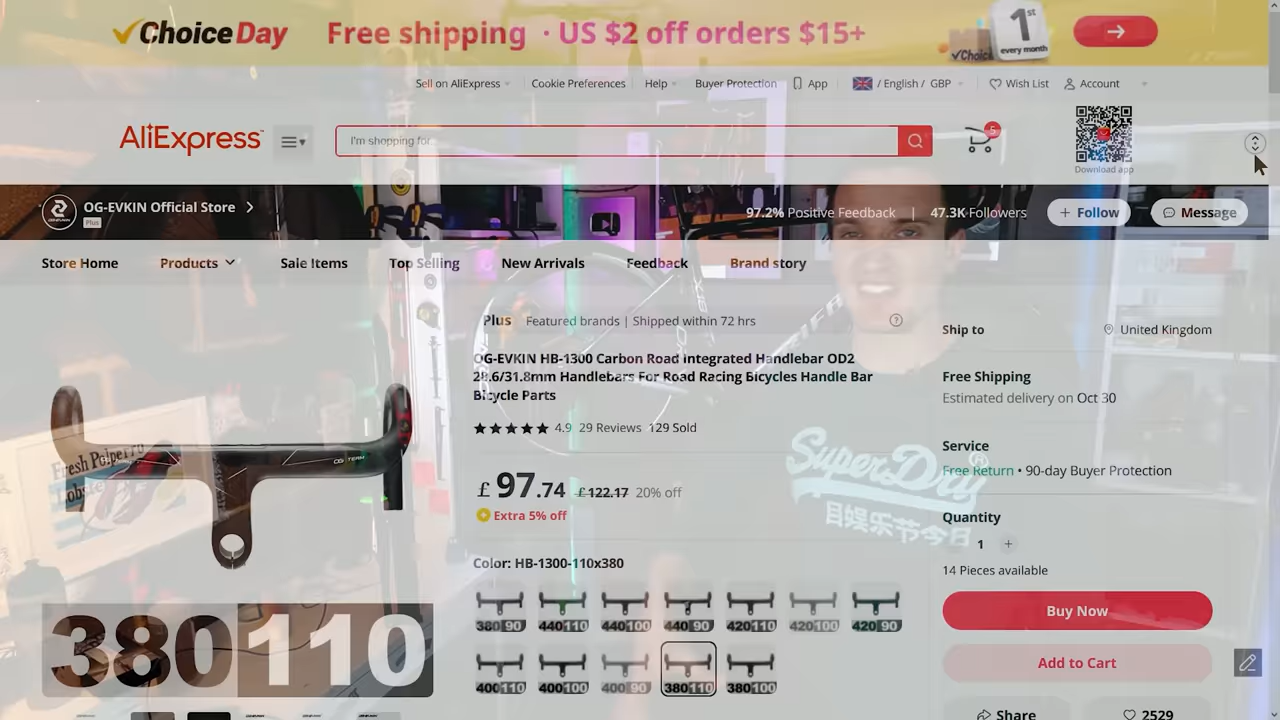 ChoiceDay Free shipping · US $2 off orders $15+
1st
every month
Choice
Sell on AliExpress Cookie Preferences Help Buyer Protection App / English / GBP Wish List Account
AliExpress
I'm shopping for...
5
Download app
OG-EVKIN Official Store
Plus
97.2% Positive Feedback | 47.3K Followers
+ Follow
Message
Store Home Products Sale Items Top Selling New Arrivals Feedback Brand story
Plus Featured brands | Shipped within 72 hrs
OG-EVKIN HB-1300 Carbon Road Integrated Handlebar OD2
28.6/31.8mm Handlebars For Road Racing Bicycles Handle Bar
Bicycle Parts
4.9 29 Reviews 129 Sold
£97.74 £122.17 20% off
Extra 5% off
Color: HB-1300-110x380
380 90 440 110 440 100 440 90 420 110 420 100 420 90
400 110 400 100 400 90 380 110 380 100
OG-TEAM
380 110
Fresh
Lobste
SuperDry®
Ship to United Kingdom
Free Shipping
Estimated delivery on Oct 30
Service
Free Return • 90-day Buyer Protection
Quantity
1 +
14 Pieces available
Buy Now
Add to Cart
Share 2529